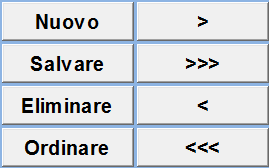 Nuovo >
Salvare >>>
Eliminare <
Ordinare <<<